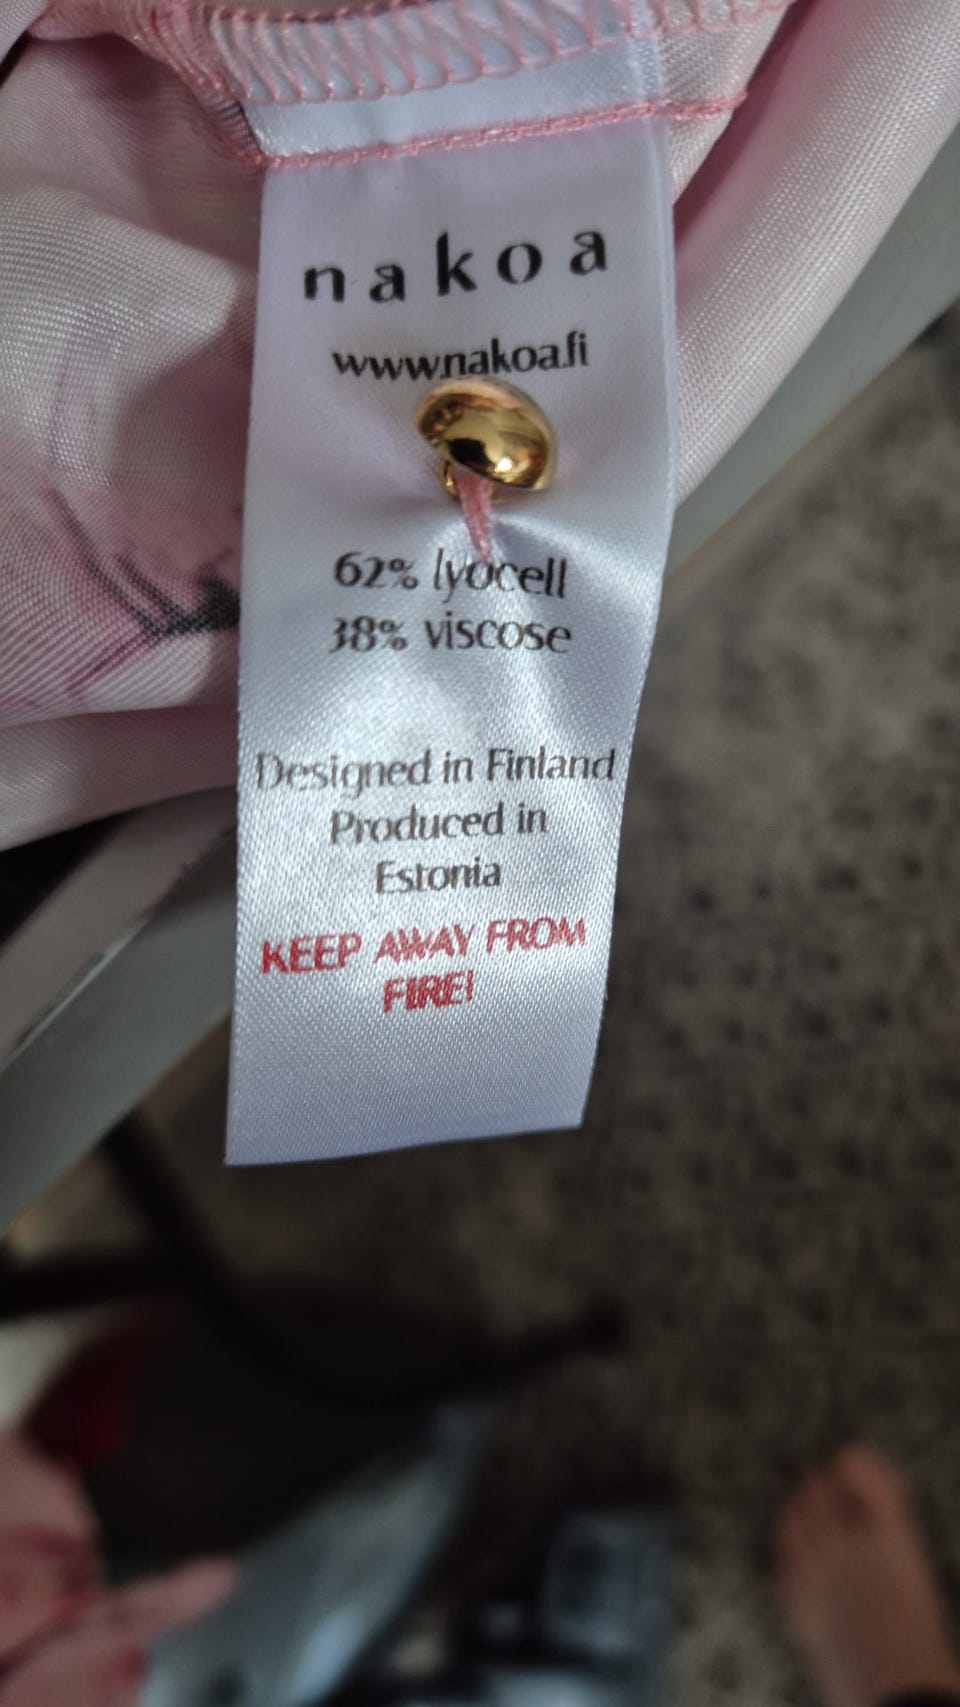 nakoa
www.nakoa.fi
62% lyocell
38% viscose
Designed in Finland
Produced in
Estonia
KEEP AWAY FROM
FIRE!